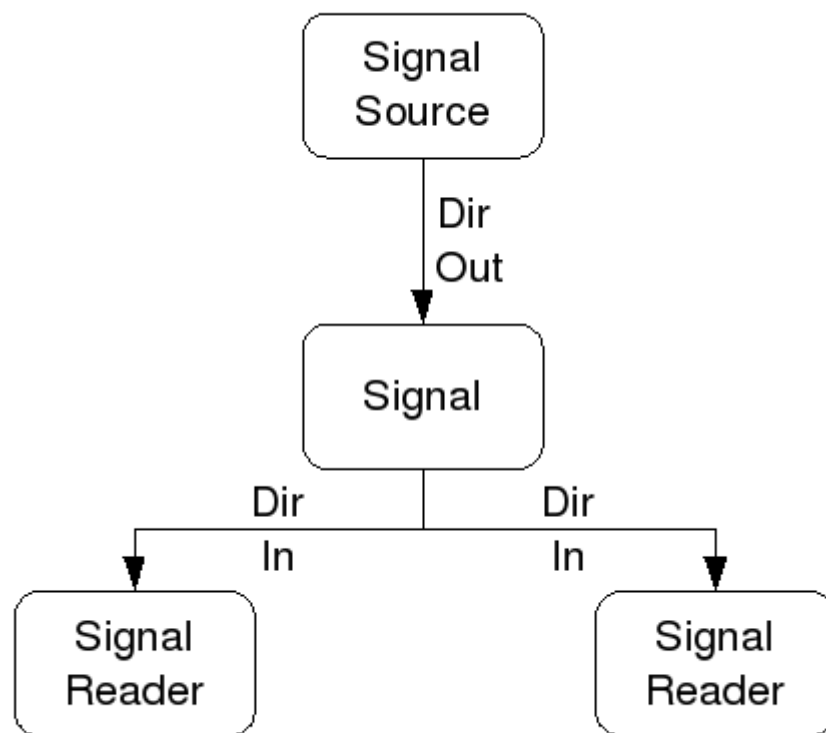 Signal
Source
Dir
Out
Signal
Dir
Dir
In
In
Signal
Reader
Signal
Reader